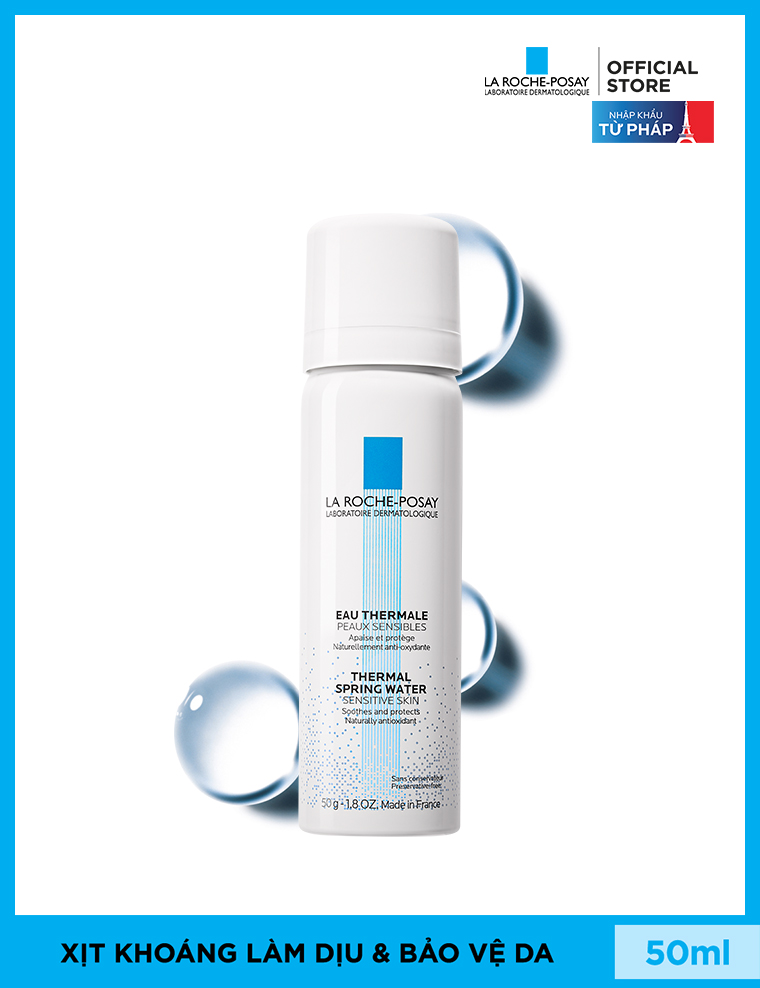 LA ROCHE-POSAY
LABORATOIRE DERMATOLOGIQUE
OFFICIAL
STORE
NHẬP KHẨU
TỪ PHÁP
LA ROCHE-POSAY
LABORATOIRE DERMATOLOGIQUE
EAU THERMALE
PEAUX SENSIBLES
Apaise et protège
Naturellement anti-oxydante
THERMAL
SPRING WATER
SENSITIVE SKIN
Soothes and protects
Naturally antioxidant
Sans conservateur
50 g - 1,8 OZ. Made in France
XỊT KHOÁNG LÀM DỊU & BẢO VỆ DA
50ml